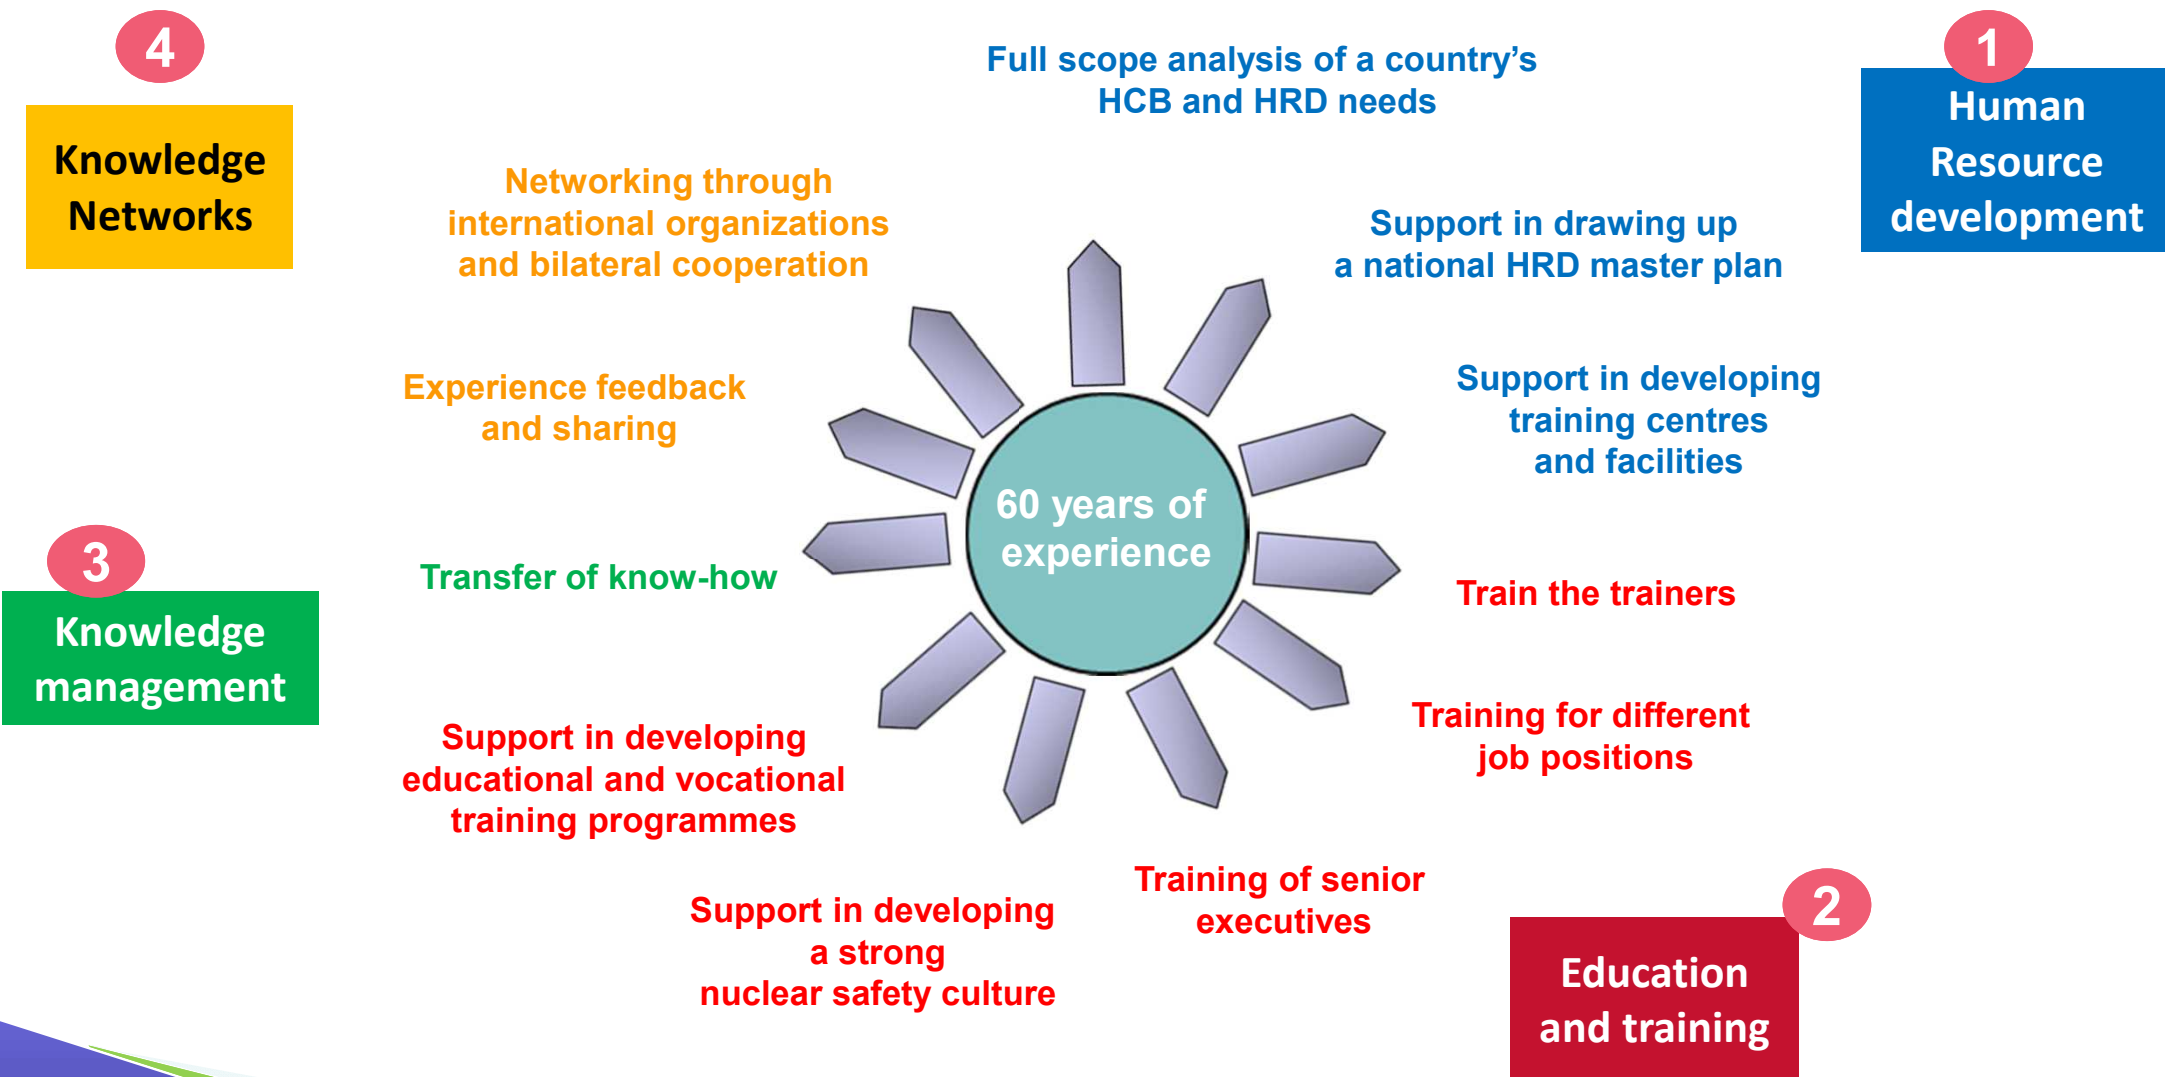 4
Knowledge
Networks
Full scope analysis of a country’s
HCB and HRD needs
1
Human
Resource
development
Networking through
international organizations
and bilateral cooperation
Support in drawing up
a national HRD master plan
Experience feedback
and sharing
Support in developing
training centres
and facilities
60 years of
experience
3
Knowledge
management
Transfer of know-how
Train the trainers
Support in developing
educational and vocational
training programmes
Training for different
job positions
Support in developing
a strong
nuclear safety culture
Training of senior
executives
2
Education
and training